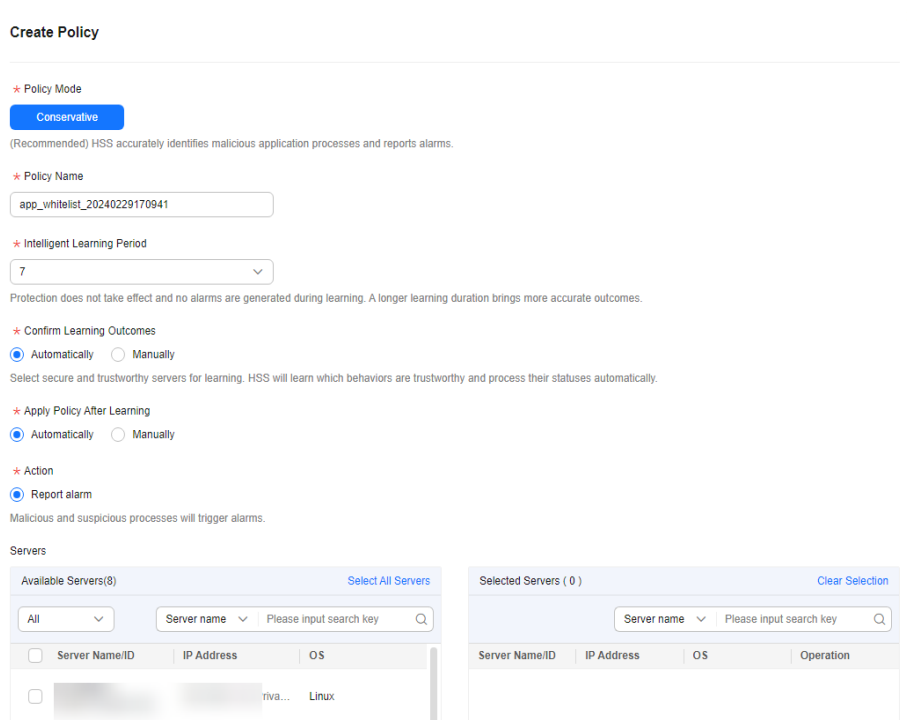 Create Policy
* Policy Mode
Conservative
(Recommended) HSS accurately identifies malicious application processes and reports alarms.
* Policy Name
app_whitelist_20240229170941
* Intelligent Learning Period
7
Protection does not take effect and no alarms are generated during learning. A longer learning duration brings more accurate outcomes.
* Confirm Learning Outcomes
Automatically Manually
Select secure and trustworthy servers for learning. HSS will learn which behaviors are trustworthy and process their statuses automatically.
* Apply Policy After Learning
Automatically Manually
* Action
Report alarm
Malicious and suspicious processes will trigger alarms.
Servers
Available Servers(8) Select All Servers Selected Servers ( 0 ) Clear Selection
All Server name Please input search key Server name Please input search key
Server Name/ID IP Address OS Server Name/ID IP Address OS Operation
Linux